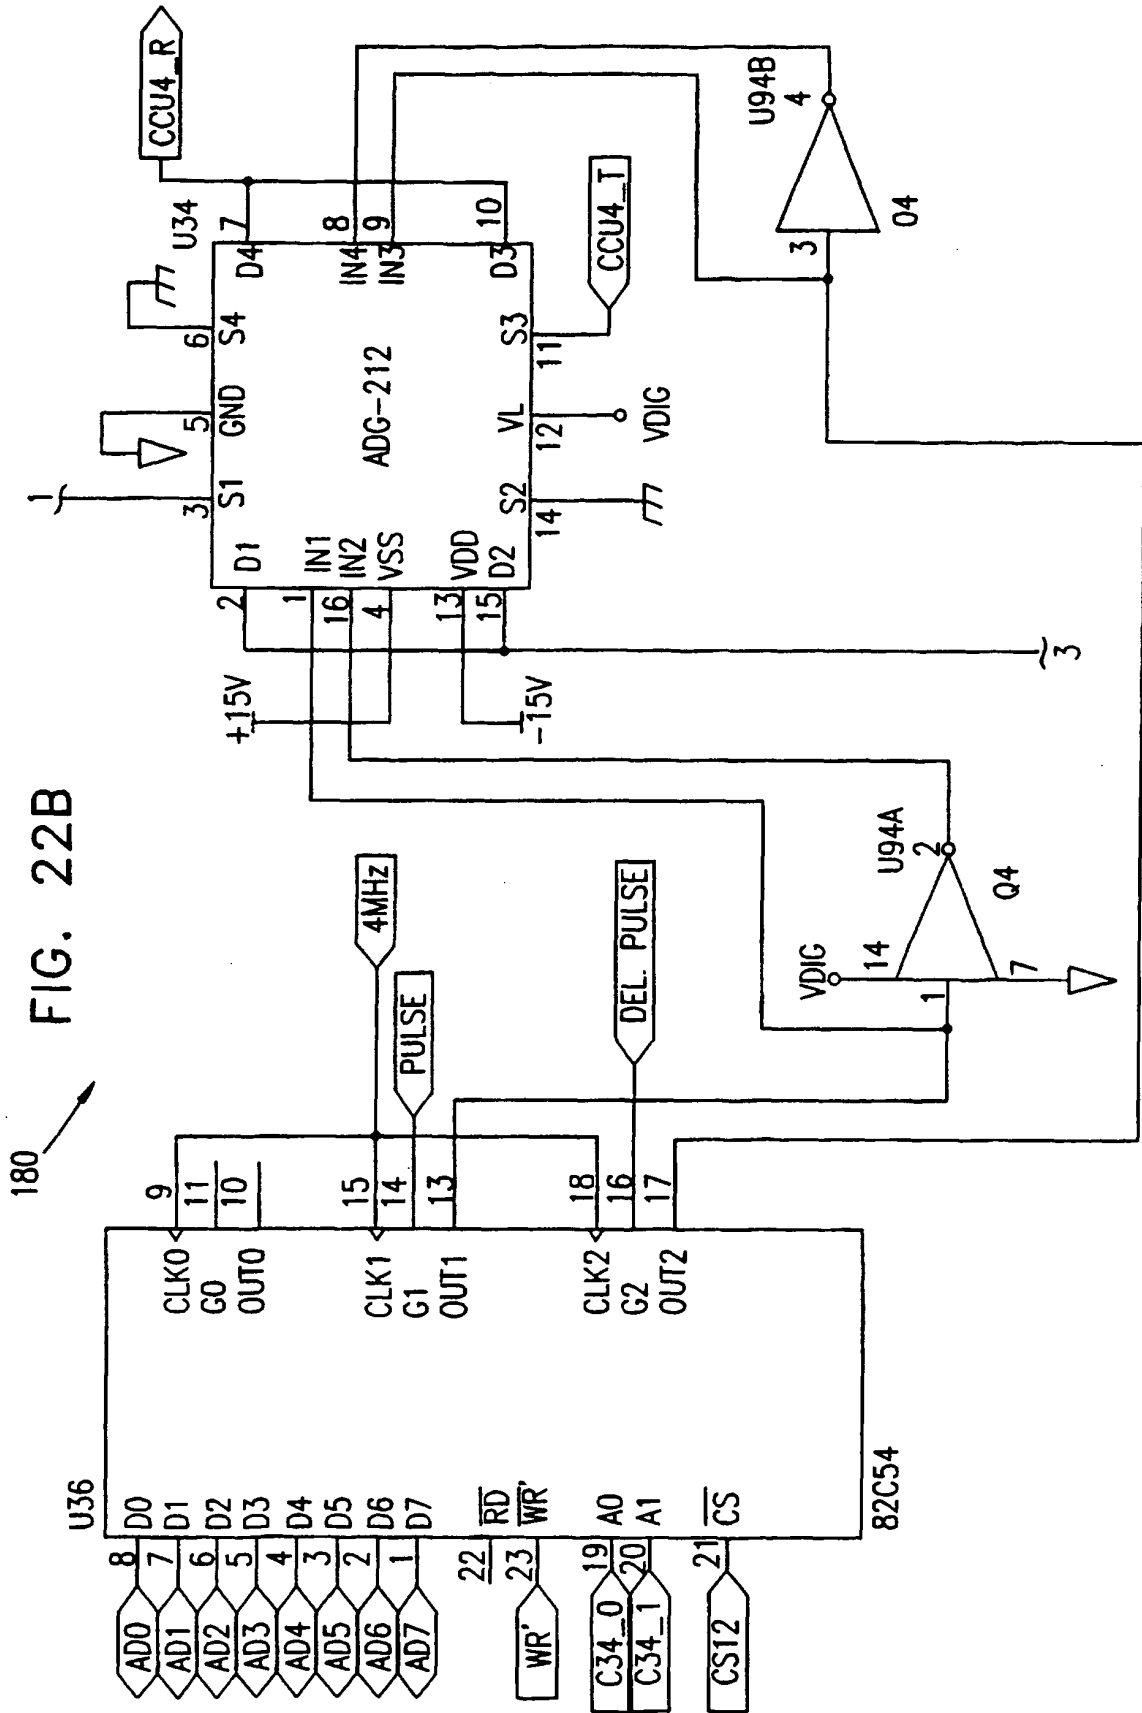 FIG. 22B
180
U36
AD0 8 D0
AD1 7 D1
AD2 6 D2
AD3 5 D3
AD4 4 D4
AD5 3 D5
AD6 2 D6
AD7 1 D7
22 RD
WR' 23 WR'
C34_0 19 A0
C34_1 20 A1
CS12 21 CS
82C54
CLK0 9
G0 11
OUT0 10
CLK1 15
G1 14
OUT1 13
CLK2 18
G2 16
OUT2 17
4MHz
PULSE
DEL. PULSE
VDIG
14
1
7
U94A
2
Q4
+15V
-15V
2 D1
1 IN1
16 IN2
4 VSS
13 VDD
15 D2
3
1
3 S1
5 GND
6 S4
ADG-212
U34
D4 7
IN4 8
IN3 9
D3 10
14 S2
12 VL
11 S3
VDIG
CCU4_T
CCU4_R
3
U94B
4
04